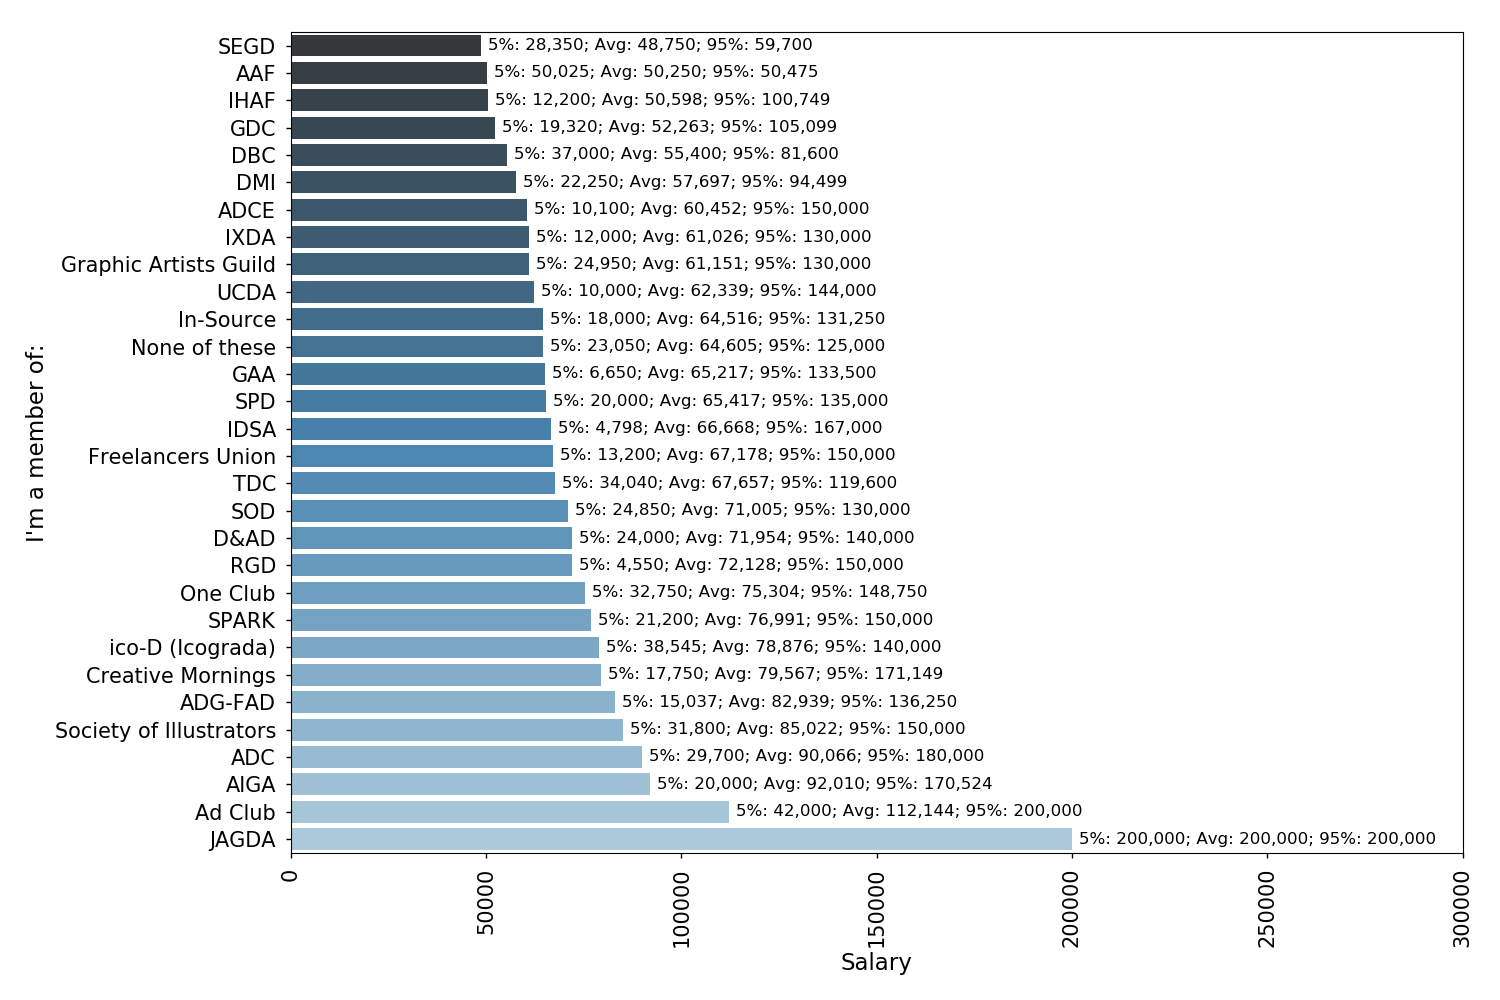 SEGD 5%: 28,350; Avg: 48,750; 95%: 59,700
AAF 5%: 50,025; Avg: 50,250; 95%: 50,475
IHAF 5%: 12,200; Avg: 50,598; 95%: 100,749
GDC 5%: 19,320; Avg: 52,263; 95%: 105,099
DBC 5%: 37,000; Avg: 55,400; 95%: 81,600
DMI 5%: 22,250; Avg: 57,697; 95%: 94,499
ADCE 5%: 10,100; Avg: 60,452; 95%: 150,000
IXDA 5%: 12,000; Avg: 61,026; 95%: 130,000
Graphic Artists Guild 5%: 24,950; Avg: 61,151; 95%: 130,000
UCDA 5%: 10,000; Avg: 62,339; 95%: 144,000
In-Source 5%: 18,000; Avg: 64,516; 95%: 131,250
None of these 5%: 23,050; Avg: 64,605; 95%: 125,000
GAA 5%: 6,650; Avg: 65,217; 95%: 133,500
SPD 5%: 20,000; Avg: 65,417; 95%: 135,000
IDSA 5%: 4,798; Avg: 66,668; 95%: 167,000
Freelancers Union 5%: 13,200; Avg: 67,178; 95%: 150,000
TDC 5%: 34,040; Avg: 67,657; 95%: 119,600
SOD 5%: 24,850; Avg: 71,005; 95%: 130,000
D&AD 5%: 24,000; Avg: 71,954; 95%: 140,000
RGD 5%: 4,550; Avg: 72,128; 95%: 150,000
One Club 5%: 32,750; Avg: 75,304; 95%: 148,750
SPARK 5%: 21,200; Avg: 76,991; 95%: 150,000
ico-D (Icograda) 5%: 38,545; Avg: 78,876; 95%: 140,000
Creative Mornings 5%: 17,750; Avg: 79,567; 95%: 171,149
ADG-FAD 5%: 15,037; Avg: 82,939; 95%: 136,250
Society of Illustrators 5%: 31,800; Avg: 85,022; 95%: 150,000
ADC 5%: 29,700; Avg: 90,066; 95%: 180,000
AIGA 5%: 20,000; Avg: 92,010; 95%: 170,524
Ad Club 5%: 42,000; Avg: 112,144; 95%: 200,000
JAGDA 5%: 200,000; Avg: 200,000; 95%: 200,000
I'm a member of:
0 50000 100000 150000 200000 250000 300000
Salary